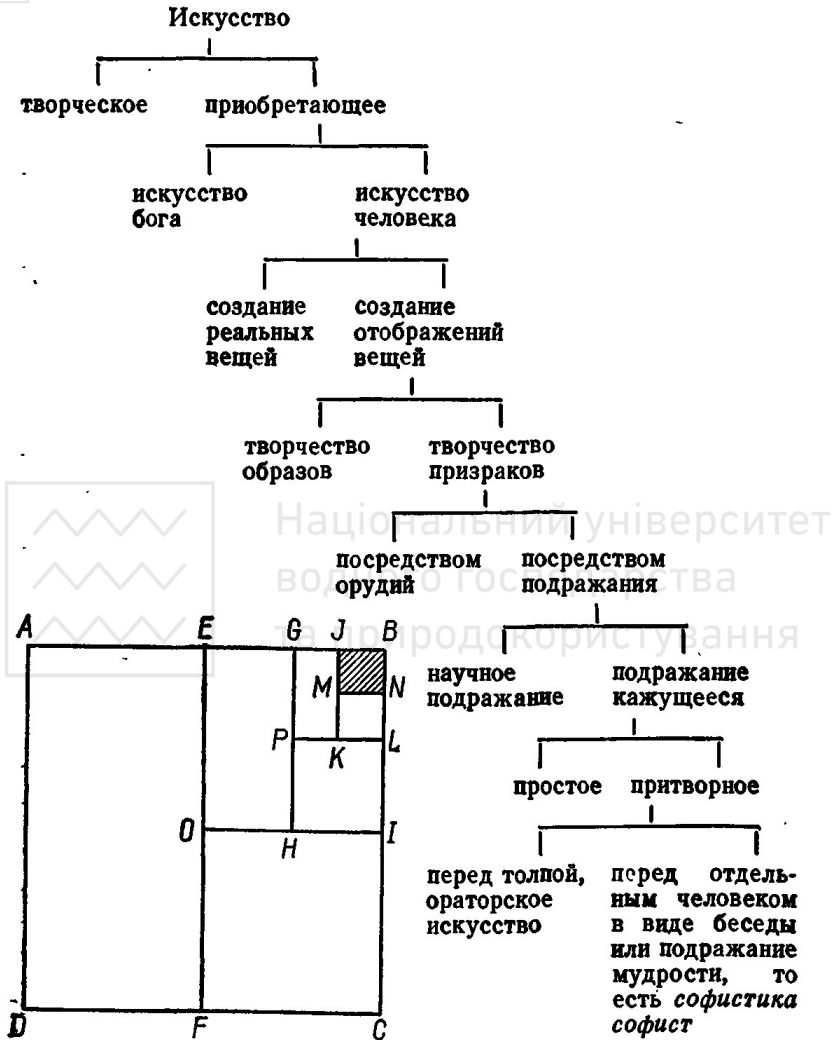 Искусство
творческое приобретающее
искусство бога
искусство человека
создание реальных вещей
создание отображений вещей
творчество образов
творчество призраков
Національний університет
посредством орудий
посредством подражания
водного господарства
та природокористування
A E G J B
научное подражание
подражание кажущееся
M N
P K L
простое притворное
O H I
перед толпой,
ораторское
искусство
перед отдель-
ным человеком
в виде беседы
или подражание
мудрости, то
есть софистика
софист
D F C